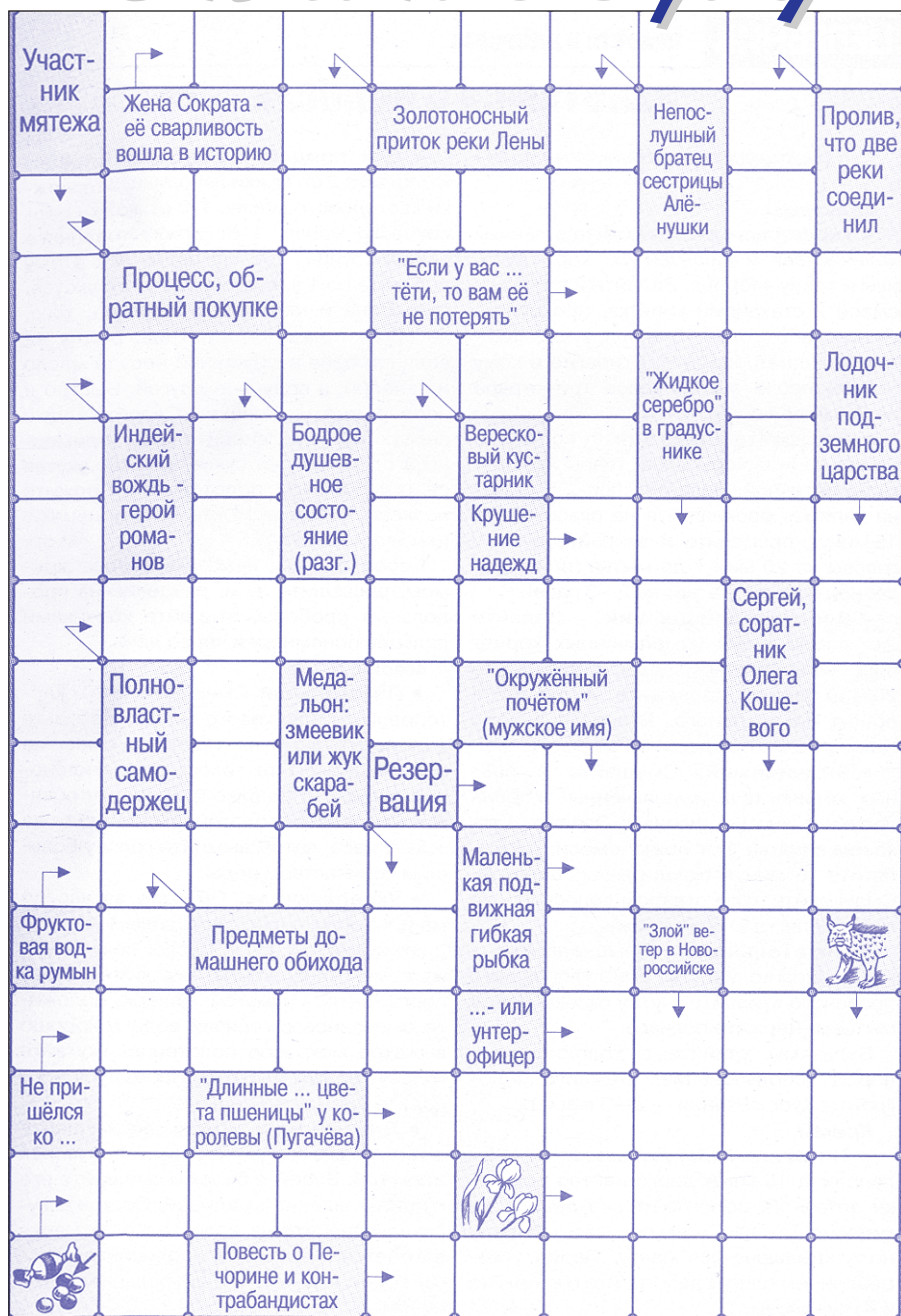 Участ-
ник
мятежа
Жена Сократа -
её сварливость
вошла в историю
Золотоносный
приток реки Лены
Непос-
лушный
братец
сестрицы
Алё-
нушки
Пролив,
что две
реки
соеди-
нил
Процесс, об-
ратный покупке
"Если у вас ...
тёти, то вам её
не потерять"
"Жидкое
серебро"
в градус-
нике
Лодоч-
ник
под-
земного
царства
Индей-
ский
вождь -
герой
рома-
нов
Бодрое
душев-
ное
состо-
яние
(разг.)
Вереско-
вый кус-
тарник
Круше-
ние
надежд
Сергей,
сорат-
ник
Олега
Коше-
вого
Полно-
власт-
ный
само-
держец
Меда-
льон:
змеевик
или жук
скара-
бей
"Окружённый
почётом"
(мужское имя)
Резер-
вация
Малень-
кая под-
вижная
гибкая
рыбка
Фрукто-
вая вод-
ка румын
Предметы до-
машнего обихода
"Злой" ве-
тер в Ново-
российске
...- или
унтер-
офицер
Не при-
шёлся
ко ...
"Длинные ... цве-
та пшеницы" у ко-
ролевы (Пугачёва)
Повесть о Пе-
чорине и кон-
трабандистах